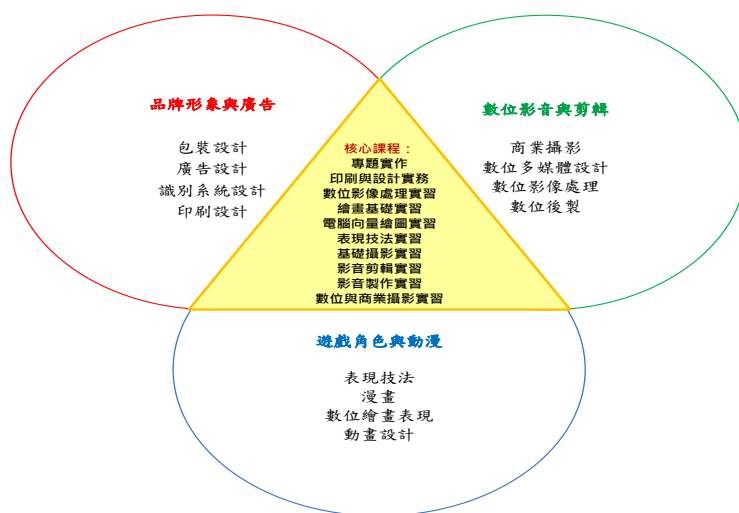 品牌形象與廣告
包裝設計
廣告設計
識別系統設計
印刷設計
數位影音與剪輯
商業攝影
數位多媒體設計
數位影像處理
數位後製
核心課程：
專題實作
印刷與設計實務
數位影像處理實習
繪畫基礎實習
電腦向量繪圖實習
表現技法實習
基礎攝影實習
影音剪輯實習
影音製作實習
數位與商業攝影實習
遊戲角色與動漫
表現技法
漫畫
數位繪畫表現
動畫設計